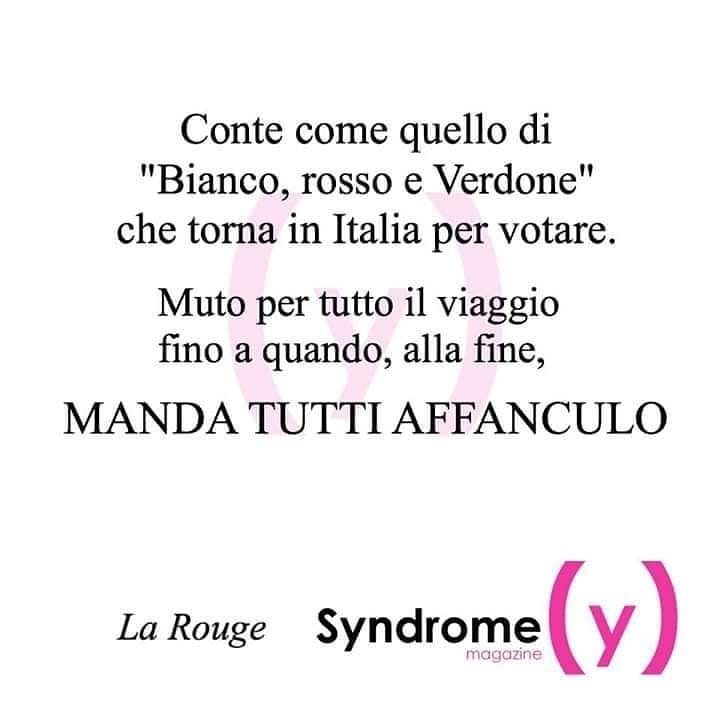 Conte come quello di
"Bianco, rosso e Verdone"
che torna in Italia per votare.
Muto per tutto il viaggio
fino a quando, alla fine,
MANDA TUTTI AFFANCULO
(y)
La Rouge
Syndrome (y)
magazine